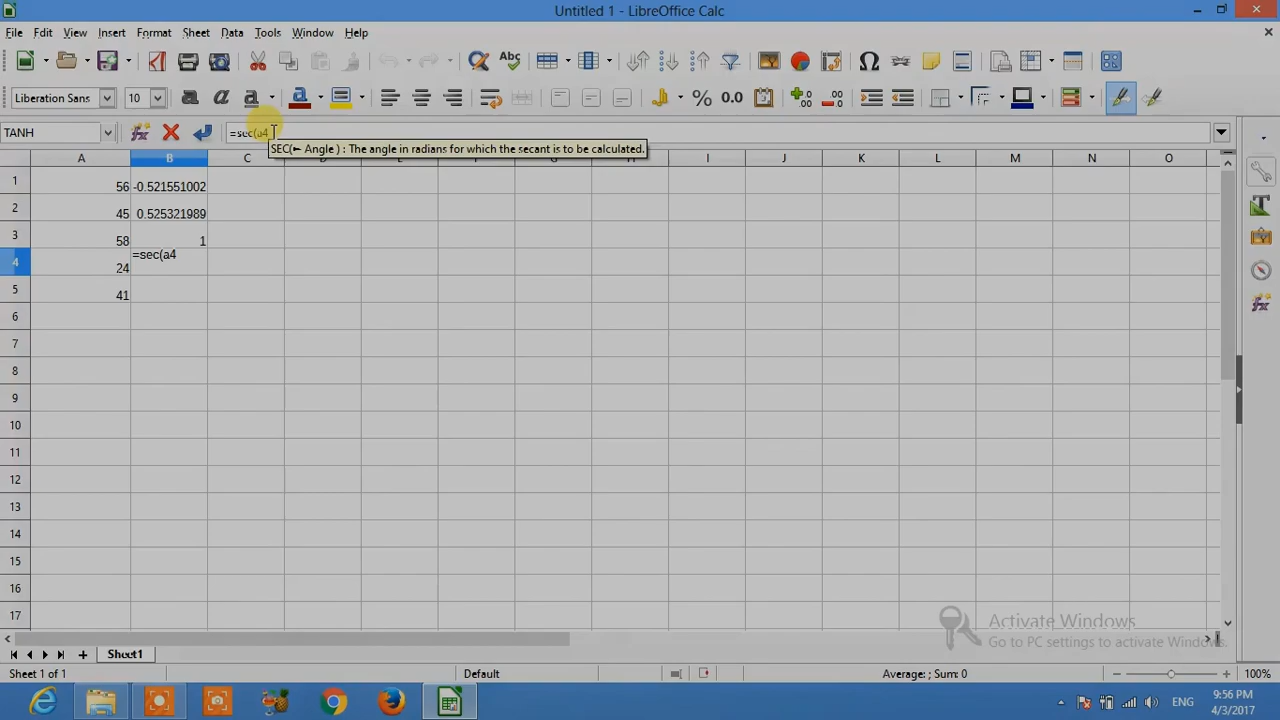 Untitled 1 - LibreOffice Calc
File Edit View Insert Format Sheet Data Tools Window Help
Liberation Sans 10
TANH =sec(a4
SEC(← Angle ) : The angle in radians for which the secant is to be calculated.
A B C D E F G H I J K L M N O
1 56 -0.521551002
2 45 0.525321989
3 58 1
4 24 =sec(a4
5 41
6
7
8
9
10
11
12
13
14
15
16
17
Activate Windows
Go to PC settings to activate Windows.
Sheet1
Sheet 1 of 1 Default Average: ; Sum: 0 100%
ENG 9:56 PM
4/3/2017